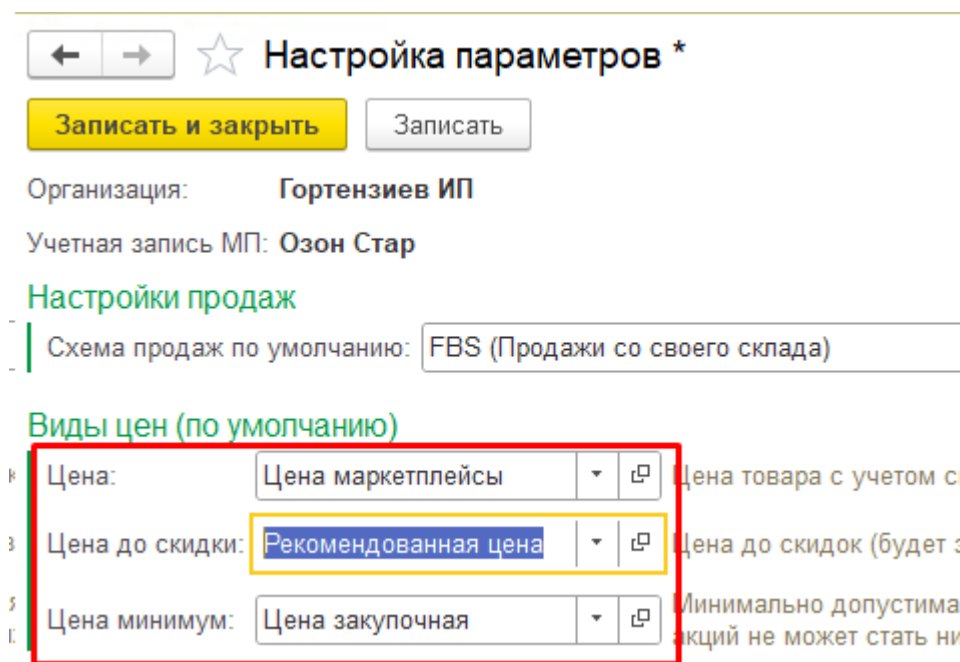 Настройка параметров *
Записать и закрыть Записать
Организация: Гортензиев ИП
Учетная запись МП: Озон Стар
Настройки продаж
Схема продаж по умолчанию: FBS (Продажи со своего склада)
Виды цен (по умолчанию)
Цена: Цена маркетплейсы Цена товара с учетом
Цена до скидки: Рекомендованная цена Цена до скидок (будет
Цена минимум: Цена закупочная Минимально
акций не может стать